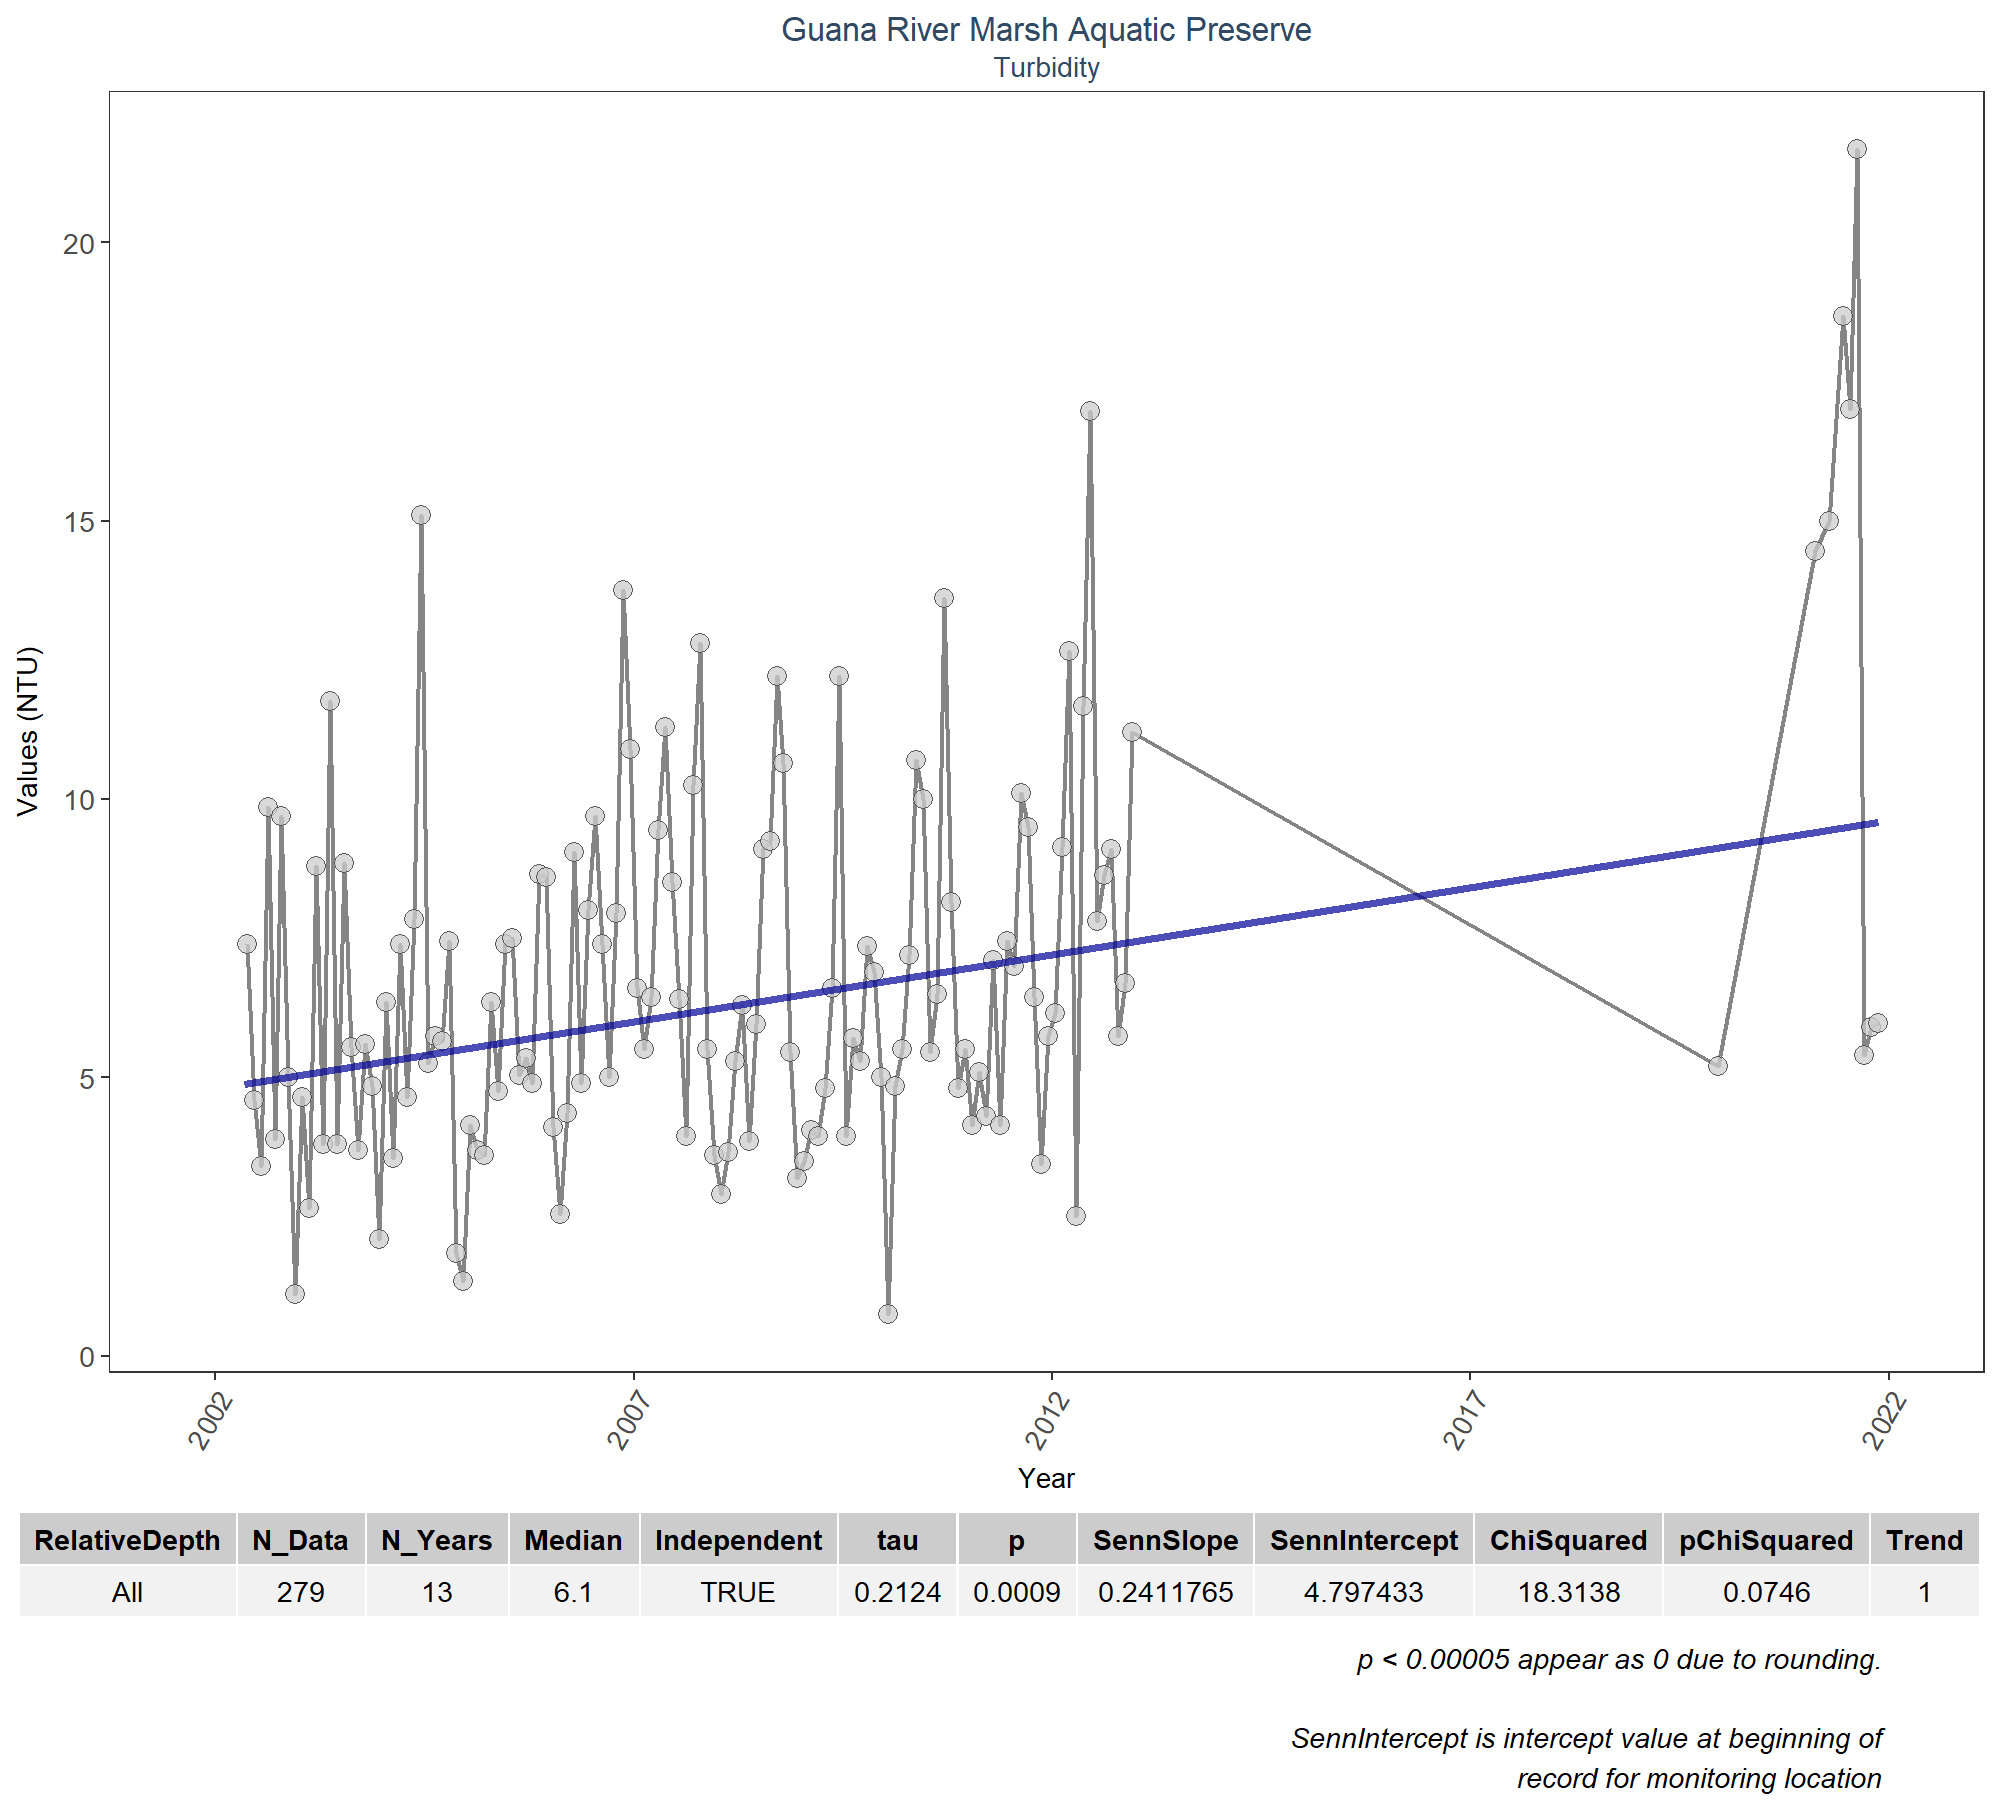 Guana River Marsh Aquatic Preserve
Turbidity
Values (NTU)
20
15
10
5
0
2002 2007 2012 2017 2022
Year
RelativeDepth N_Data N_Years Median Independent tau p SennSlope SennIntercept ChiSquared pChiSquared Trend
All 279 13 6.1 TRUE 0.2124 0.0009 0.2411765 4.797433 18.3138 0.0746 1
p < 0.00005 appear as 0 due to rounding.
SennIntercept is intercept value at beginning of
record for monitoring location